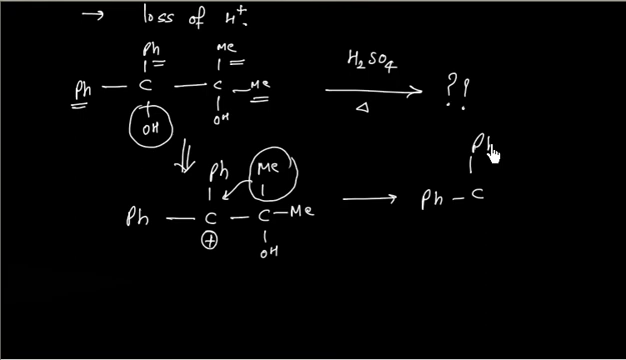 → loss of H⁺.
Ph Me
Ph — C — C — Me H₂SO₄ → ?!
OH OH Δ
Ph
Ph Me
Ph — C — C — Me → Ph — C
+ OH